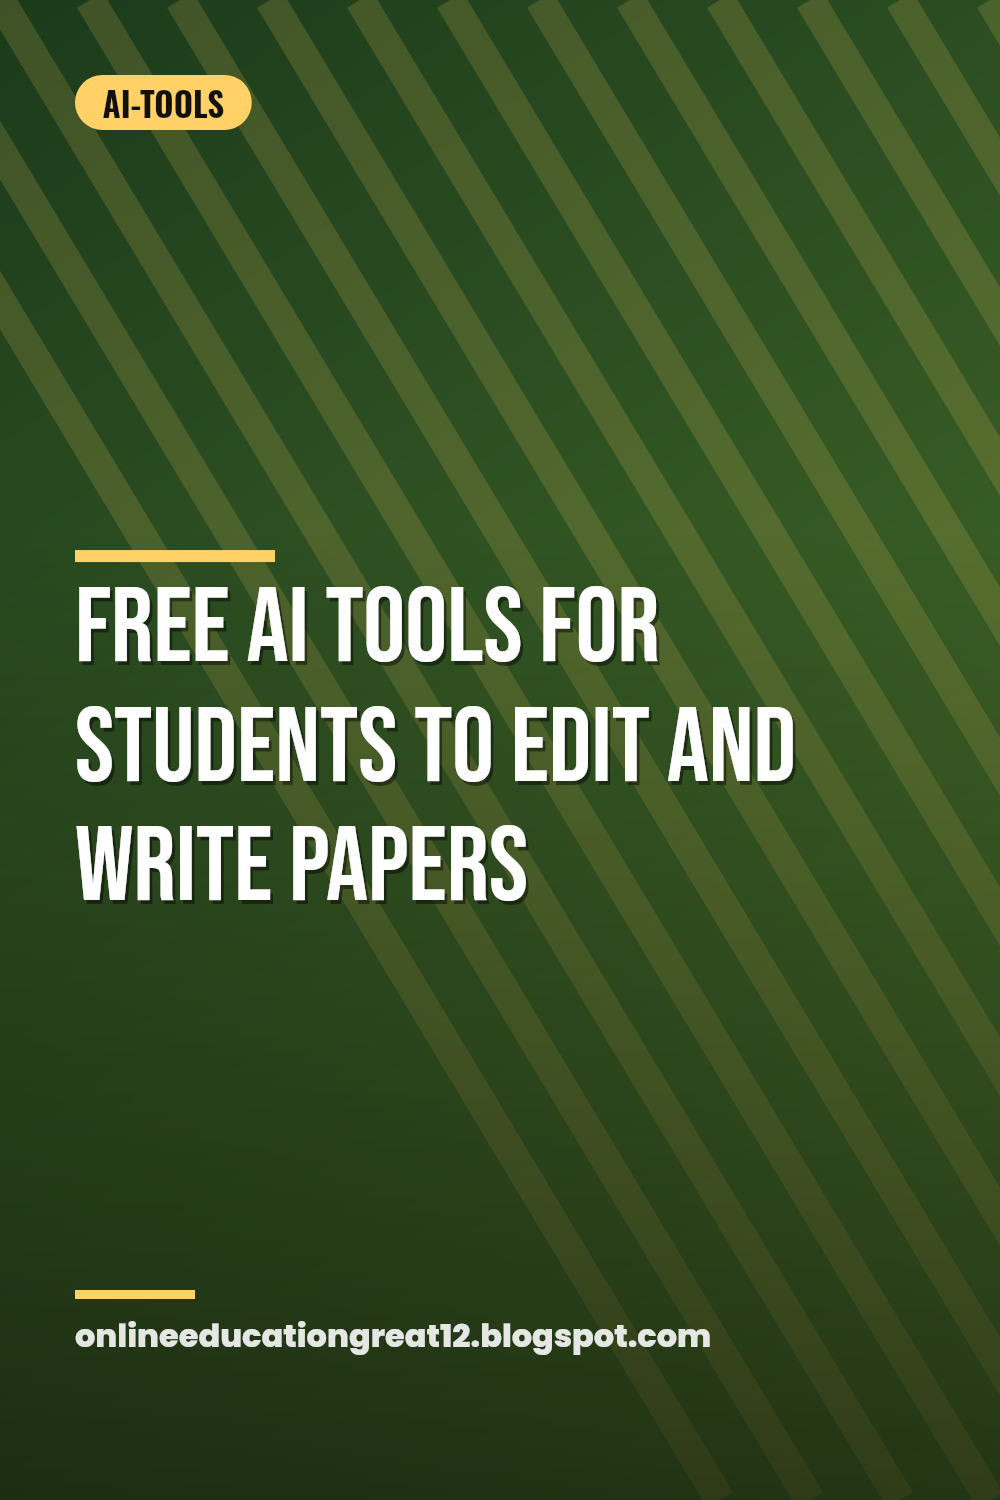 AI-TOOLS
FREE AI TOOLS FOR
STUDENTS TO EDIT AND
WRITE PAPERS
onlineeducationgreat12.blogspot.com